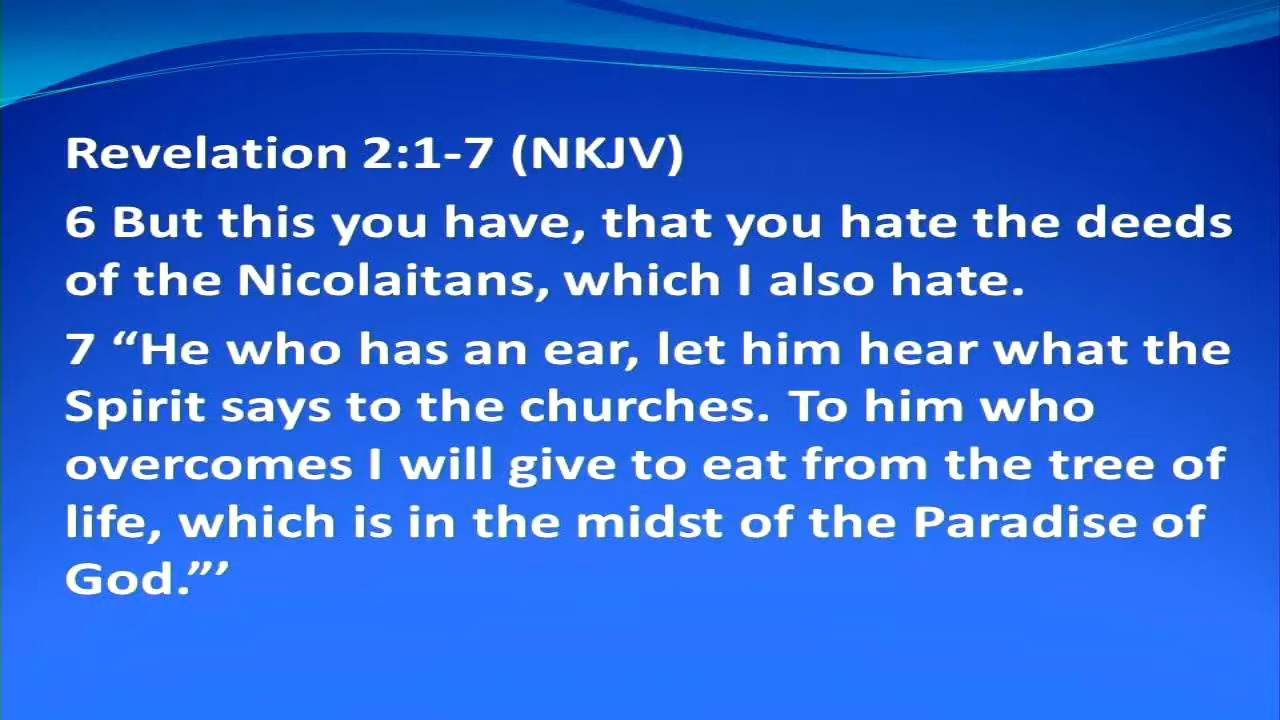 Revelation 2:1-7 (NKJV)
6 But this you have, that you hate the deeds
of the Nicolaitans, which I also hate.
7 “He who has an ear, let him hear what the
Spirit says to the churches. To him who
overcomes I will give to eat from the tree of
life, which is in the midst of the Paradise of
God.”’